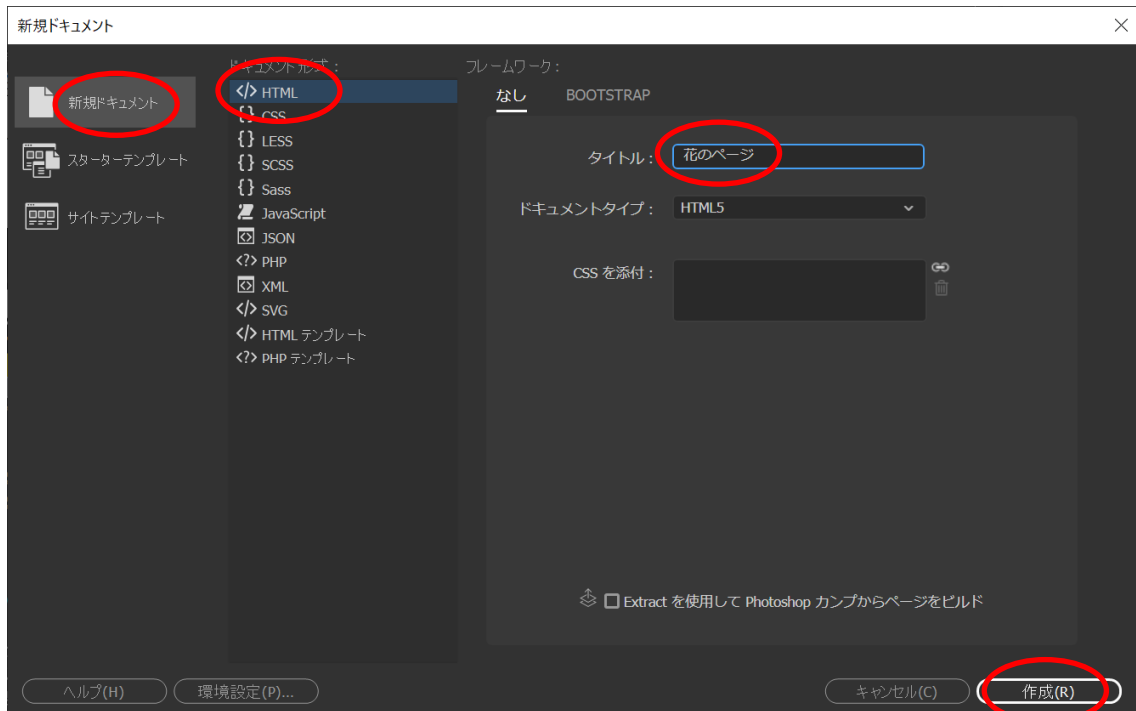 新規ドキュメント
新規ドキュメント
スターターテンプレート
サイトテンプレート
ドキュメント形式：
</> HTML
{} CSS
{} LESS
{} SCSS
{} Sass
JavaScript
JSON
<?> PHP
XML
</> SVG
</> HTML テンプレート
<?> PHP テンプレート
フレームワーク：
なし BOOTSTRAP
タイトル： 花のページ
ドキュメントタイプ： HTML5
CSS を添付：
Extract を使用して Photoshop カンプからページをビルド
ヘルプ(H) 環境設定(P)... キャンセル(C) 作成(R)